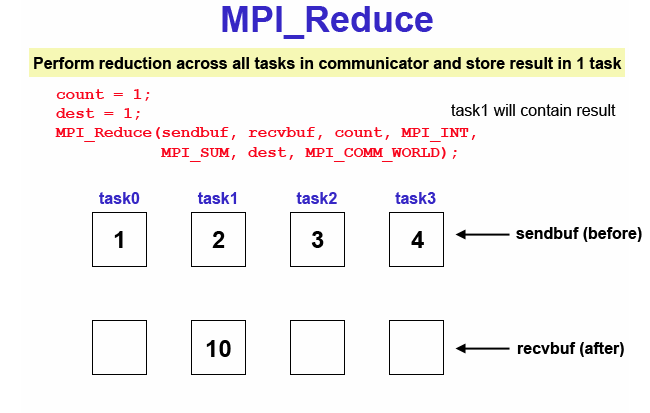 MPI_Reduce
Perform reduction across all tasks in communicator and store result in 1 task
count = 1;
dest = 1;
task1 will contain result
MPI_Reduce(sendbuf, recvbuf, count, MPI_INT,
MPI_SUM, dest, MPI_COMM_WORLD);
task0 task1 task2 task3
1 2 3 4 sendbuf (before)
10 recvbuf (after)